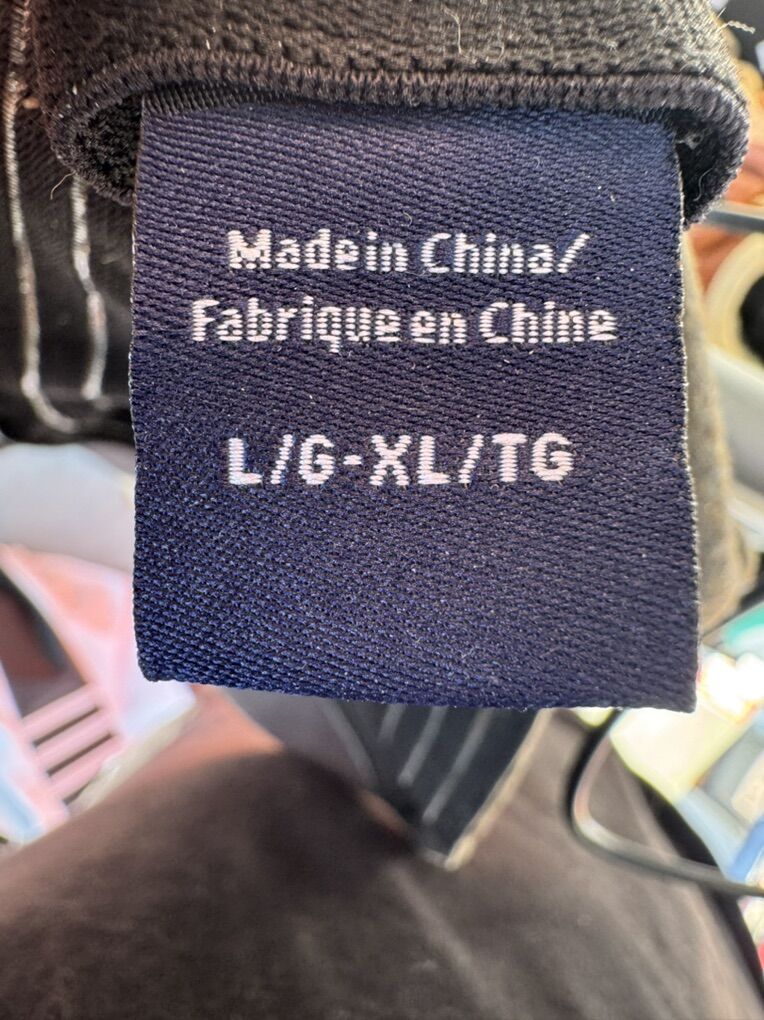 Made in China/
Fabrique en Chine
L/G-XL/TG